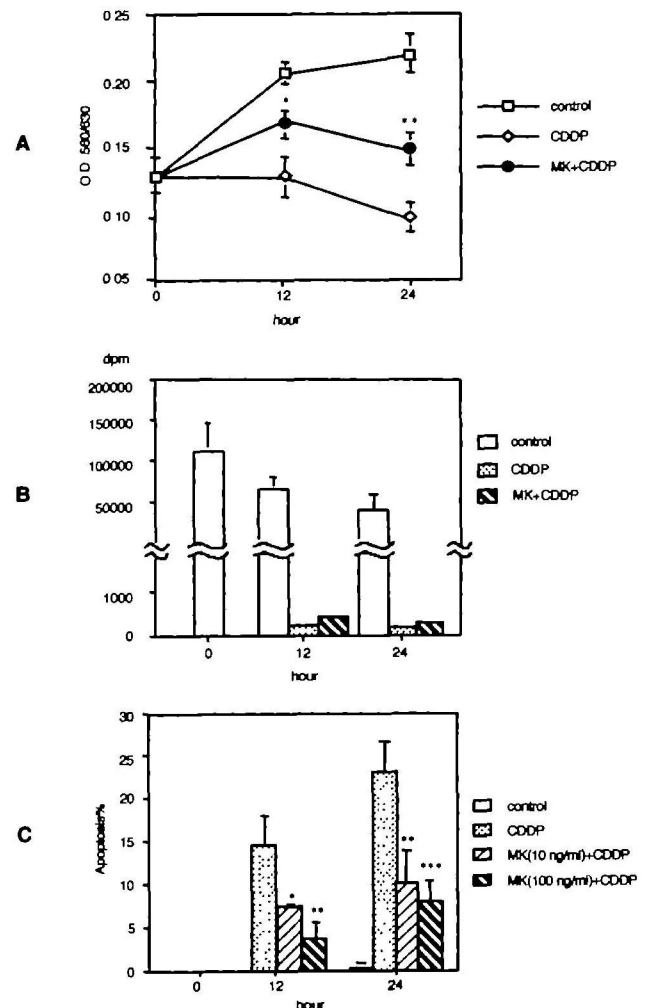 A
OD 560/630
0 25
0.20
0.15
0 10
0 05
0
12
24
hour
control
CDDP
MK+CDDP
*
**
B
dpm
200000
150000
100000
50000
1000
0
0
12
24
hour
control
CDDP
MK+CDDP
C
Apoptosis%
30
25
20
15
10
5
0
0
12
24
hour
control
CDDP
MK(10 ng/ml)+CDDP
MK(100 ng/ml)+CDDP
*
**
**
***